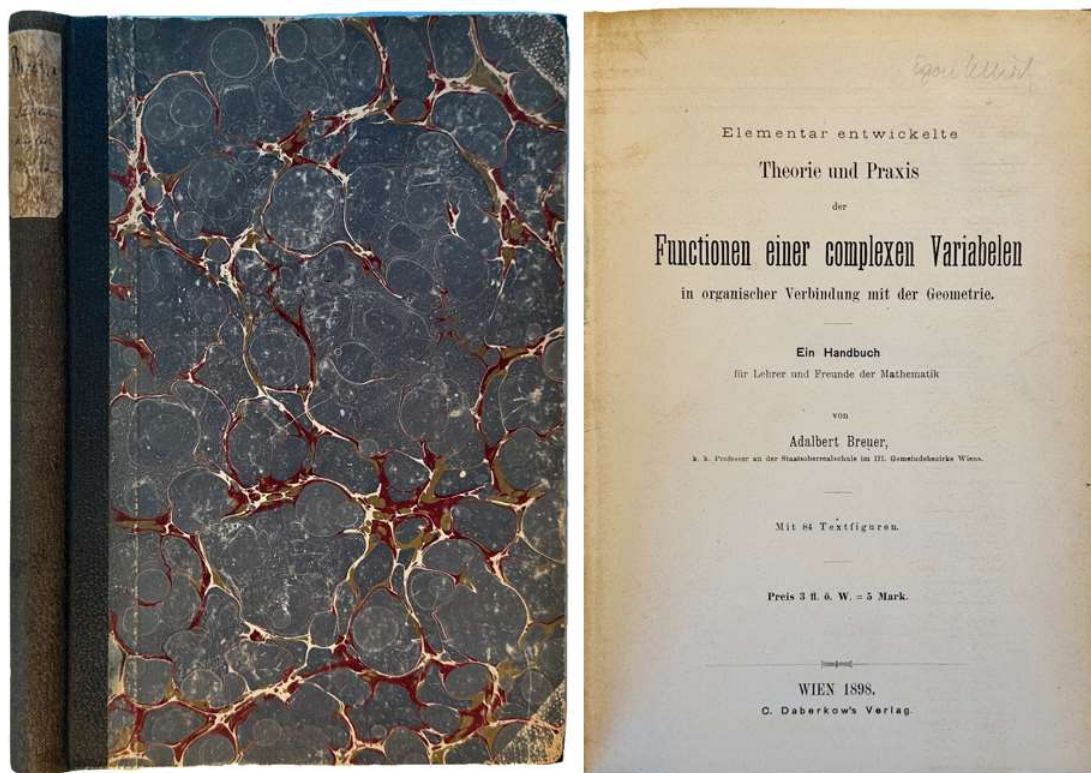 Egon
Elementar entwickelte
Theorie und Praxis
der
Functionen einer complexen Variabelen
in organischer Verbindung mit der Geometrie.
Ein Handbuch
für Lehrer und Freunde der Mathematik
von
Adalbert Breuer,
k. k. Professor an der Staatsoberrealschule im III. Gemeindebezirke Wiens.
Mit 84 Textfiguren.
Preis 3 fl. ö. W. = 5 Mark.
WIEN 1898.
C. Daberkow's Verlag.